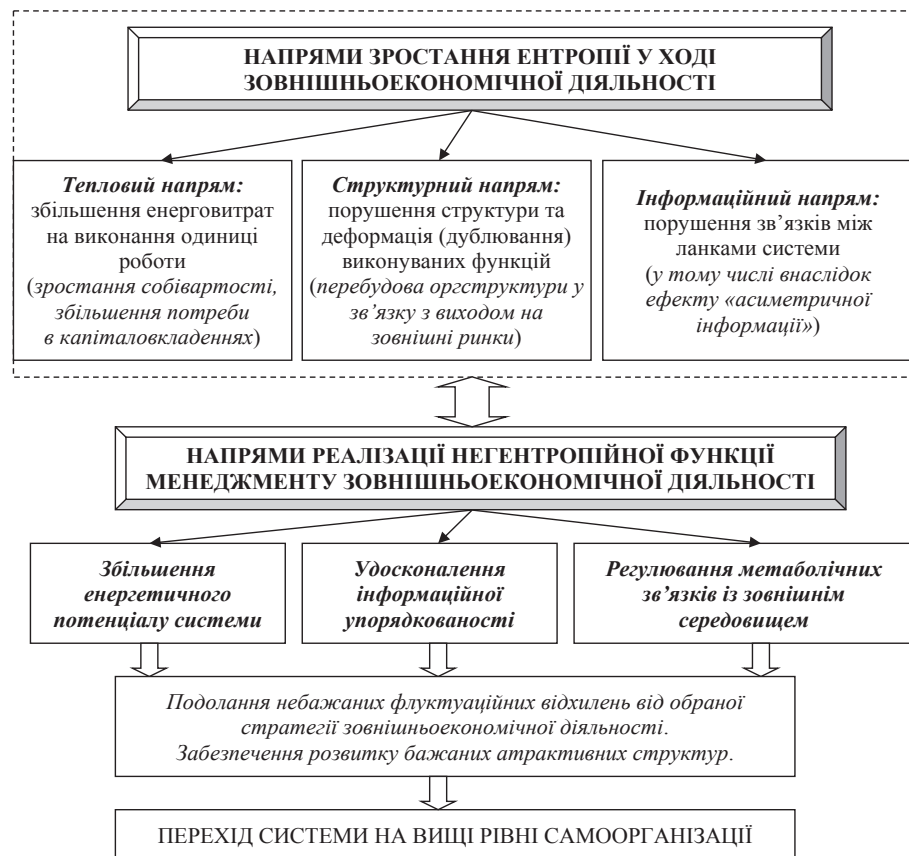 НАПРЯМИ ЗРОСТАННЯ ЕНТРОПІЇ У ХОДІ
ЗОВНІШНЬОЕКОНОМІЧНОЇ ДІЯЛЬНОСТІ
Тепловий напрям:
збільшення енерговитрат
на виконання одиниці
роботи
(зростання собівартості,
збільшення потреби
в капіталовкладеннях)
Структурний напрям:
порушення структури та
деформація (дублювання)
виконуваних функцій
(перебудова оргструктури у
зв’язку з виходом на
зовнішні ринки)
Інформаційний напрям:
порушення зв’язків між
ланками системи
(у тому числі внаслідок
ефекту «асиметричної
інформації»)
НАПРЯМИ РЕАЛІЗАЦІЇ НЕГЕНТРОПІЙНОЇ ФУНКЦІЇ
МЕНЕДЖМЕНТУ ЗОВНІШНЬОЕКОНОМІЧНОЇ ДІЯЛЬНОСТІ
Збільшення
енергетичного
потенціалу системи
Удосконалення
інформаційної
упорядкованості
Регулювання метаболічних
зв’язків із зовнішнім
середовищем
Подолання небажаних флуктуаційних відхилень від обраної
стратегії зовнішньоекономічної діяльності.
Забезпечення розвитку бажаних атрактивних структур.
ПЕРЕХІД СИСТЕМИ НА ВИЩІ РІВНІ САМООРГАНІЗАЦІЇ